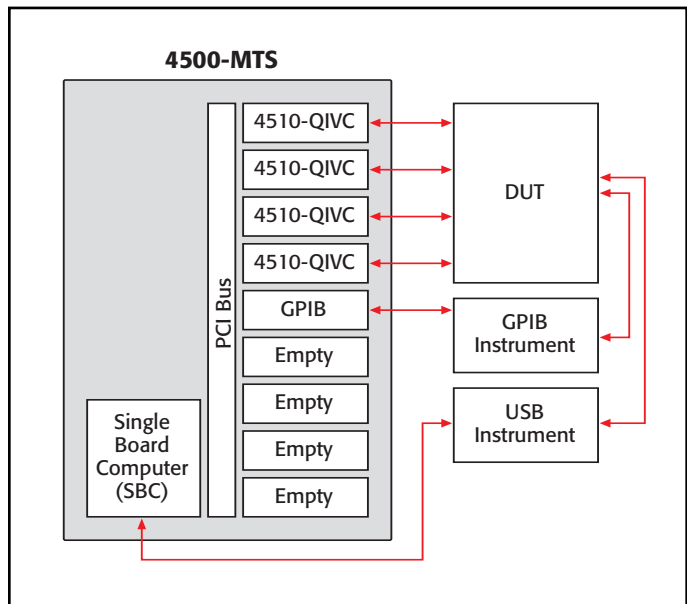 4500-MTS
4510-QIVC
4510-QIVC
4510-QIVC
4510-QIVC
GPIB
Empty
Empty
Empty
Empty
PCI Bus
Single
Board
Computer
(SBC)
DUT
GPIB
Instrument
USB
Instrument